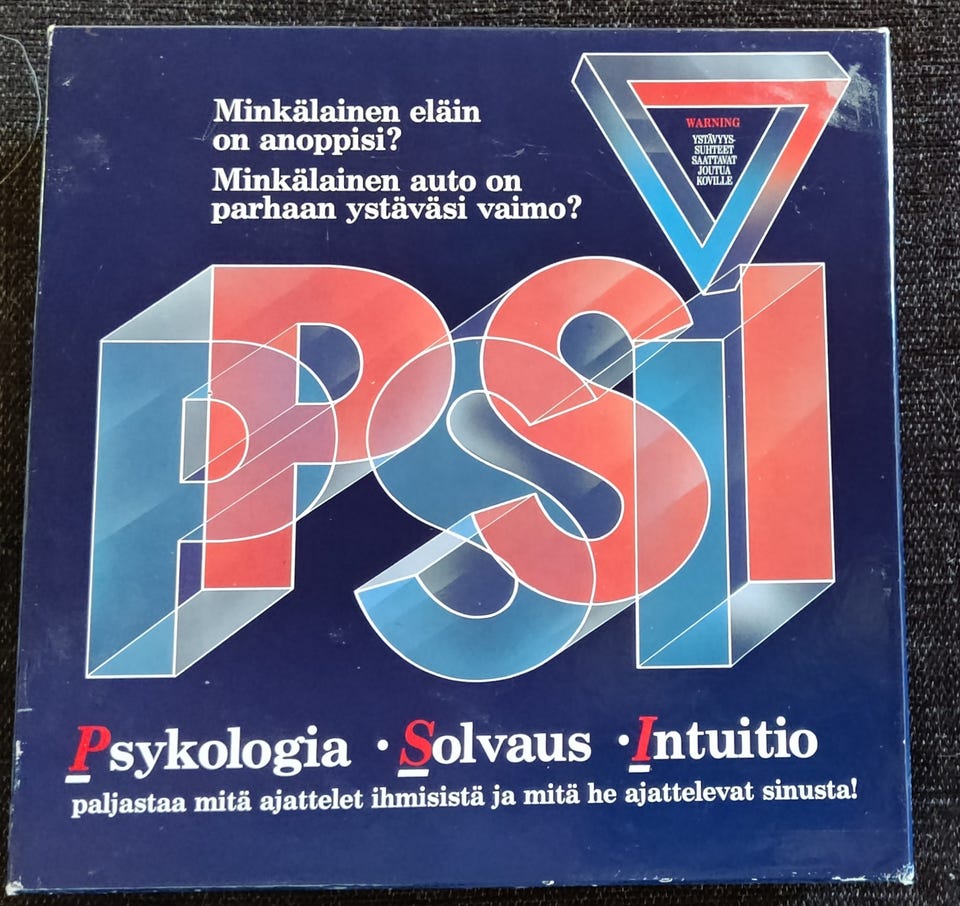 Minkälainen eläin
on anoppisi?
Minkälainen auto on
parhaan ystäväsi vaimo?
WARNING
YSTÄVYYS-
SUHTEET
SAATTAVAT
JOUTUA
KOVILLE
PSI
Psykologia · Solvaus · Intuitio
paljastaa mitä ajattelet ihmisistä ja mitä he ajattelevat sinusta!